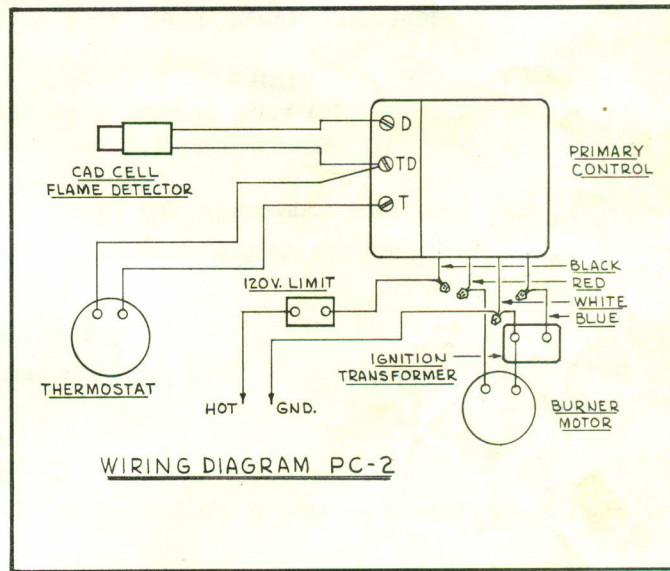 D
TD
T
CAD CELL
FLAME DETECTOR
PRIMARY
CONTROL
BLACK
RED
WHITE
BLUE
120V. LIMIT
IGNITION
TRANSFORMER
THERMOSTAT
HOT
GND.
BURNER
MOTOR
WIRING DIAGRAM PC-2